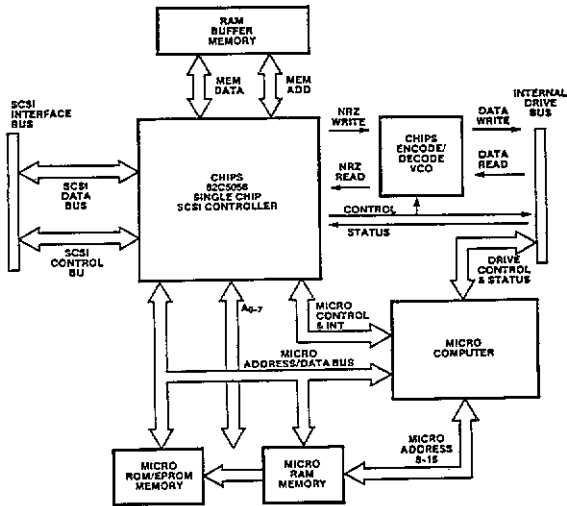 RAM
BUFFER
MEMORY
SCSI
INTERFACE
BUS
MEM
DATA
MEM
ADD
INTERNAL
DRIVE
BUS
NRZ
WRITE
DATA
WRITE
CHIPS
ENCODE/
DECODE
VCO
NRZ
READ
DATA
READ
CHIPS
82C5058
SINGLE CHIP
SCSI CONTROLLER
SCSI
DATA
BUS
CONTROL
STATUS
SCSI
CONTROL
BU
DRIVE
CONTROL
& STATUS
A0-7
MICRO
CONTROL
& INT
MICRO
ADDRESS/DATA BUS
MICRO
COMPUTER
MICRO
ADDRESS
8-15
MICRO
ROM/EPROM
MEMORY
MICRO
RAM
MEMORY